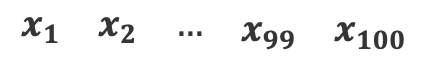 x₁ x₂ ... x₉₉ x₁₀₀